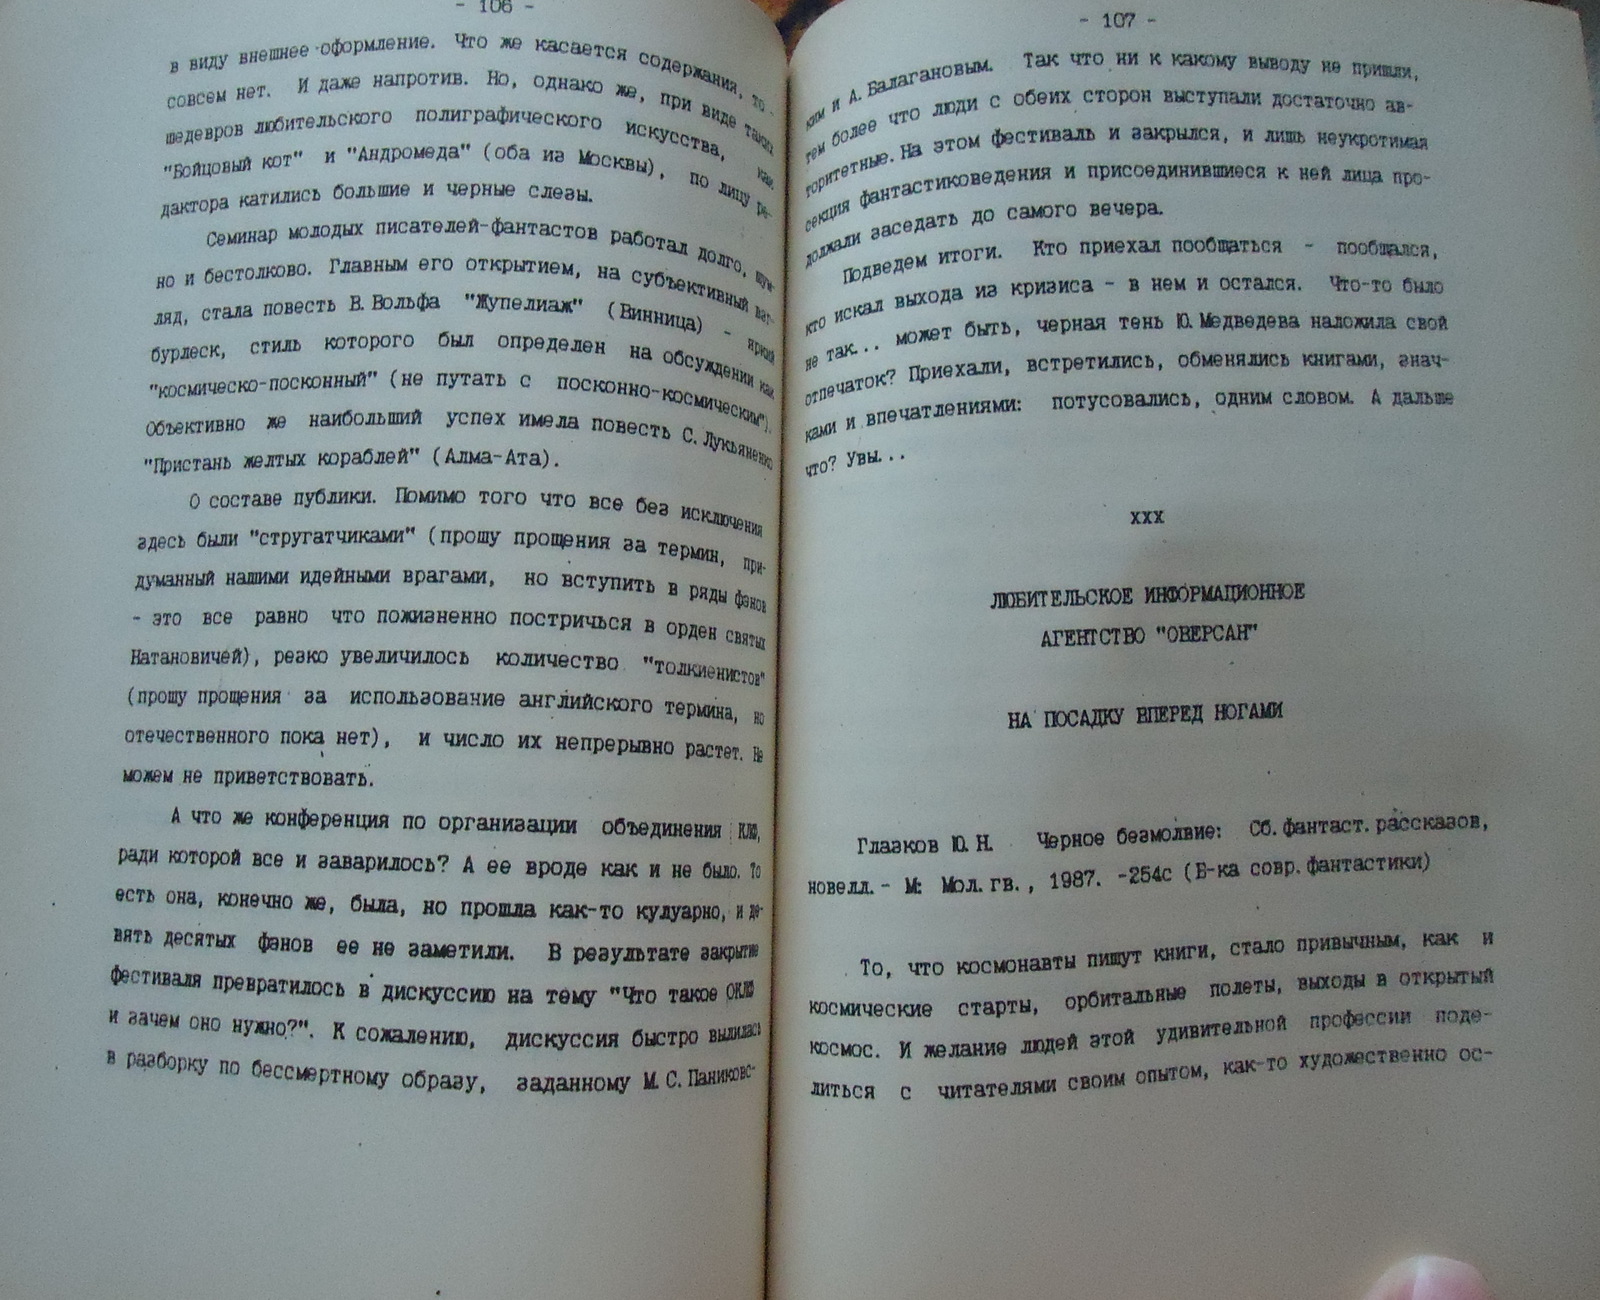 - 106 -
в виду внешнее оформление. Что же касается содержания, то -
совсем нет. И даже напротив. Но, однако же, при виде таких
шедевров любительского полиграфического искусства, как
"Бойцовый кот" и "Андромеда" (оба из Москвы), по лицу ре-
дактора катились большие и черные слезы.
Семинар молодых писателей-фантастов работал долго, шум-
но и бестолково. Главным его открытием, на субъективный взг-
ляд, стала повесть В. Вольфа "Жупелиаж" (Винница) - яркий
бурлеск, стиль которого был определен на обсуждении как
"космическо-посконный" (не путать с посконно-космическим").
Объективно же наибольший успех имела повесть С. Лукьяненко
"Пристань желтых кораблей" (Алма-Ата).
О составе публики. Помимо того что все без исключения
здесь были "стругатчиками" (прошу прощения за термин, при-
думанный нашими идейными врагами, но вступить в ряды фэнов
- это все равно что пожизненно постричься в орден святых
Натановичей), резко увеличилось количество "толкиенистов"
(прошу прощения за использование английского термина, но
отечественного пока нет), и число их непрерывно растет. Не
можем не приветствовать.
А что же конференция по организации объединения КЛФ,
ради которой все и заварилось? А ее вроде как и не было. То
есть она, конечно же, была, но прошла как-то кулуарно, и де-
вять десятых фэнов ее не заметили. В результате закрытие
фестиваля превратилось в дискуссию на тему "Что такое ОКЛФ
и зачем оно нужно?". К сожалению, дискуссия быстро вылилась
в разборку по бессмертному образу, заданному М. С. Паниковс-
- 107 -
ким и А. Балагановым. Так что ни к какому выводу не пришли,
тем более что люди с обеих сторон выступали достаточно ав-
торитетные. На этом фестиваль и закрылся, и лишь неукротимая
секция фантастиковедения и присоединившиеся к ней лица про-
должали заседать до самого вечера.
Подведем итоги. Кто приехал пообщаться - пообщался,
кто искал выхода из кризиса - в нем и остался. Что-то было
не так... может быть, черная тень Ю. Медведева наложила свой
отпечаток? Приехали, встретились, обменялись книгами, знач-
ками и впечатлениями: потусовались, одним словом. А дальше
что? Увы...
xxx
ЛЮБИТЕЛЬСКОЕ ИНФОРМАЦИОННОЕ
АГЕНТСТВО "ОВЕРСАН"
НА ПОСАДКУ ВПЕРЕД НОГАМИ
Глазков Ю. Н. Черное безмолвие: Сб. фантаст. рассказов,
новелл. - М: Мол. гв., 1987. -254с (Б-ка совр. фантастики)
То, что космонавты пишут книги, стало привычным, как и
космические старты, орбитальные полеты, выходы в открытый
космос. И желание людей этой удивительной профессии поде-
литься с читателями своим опытом, как-то художественно ос-